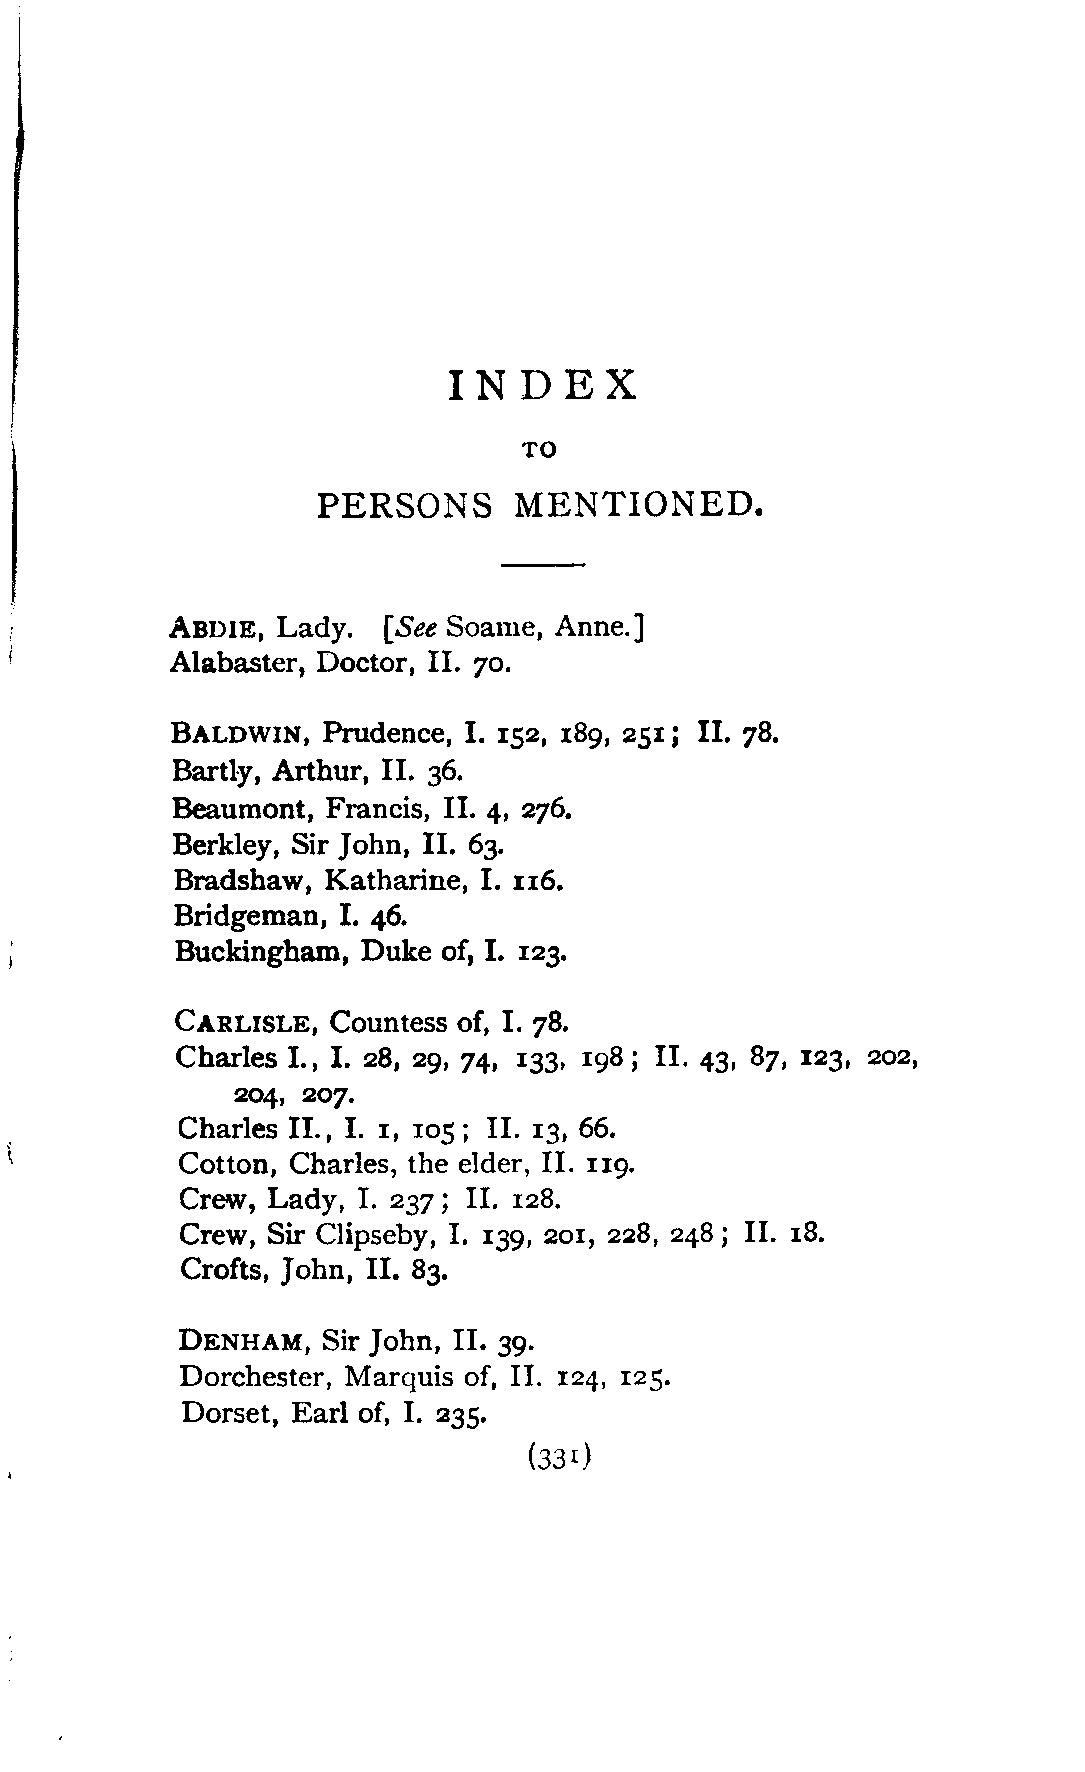 INDEX
TO
PERSONS MENTIONED.
ABDIE, Lady. [See Soame, Anne.]
Alabaster, Doctor, II. 70.
BALDWIN, Prudence, I. 152, 189, 251; II. 78.
Bartly, Arthur, II. 36.
Beaumont, Francis, II. 4, 276.
Berkley, Sir John, II. 63.
Bradshaw, Katharine, I. 116.
Bridgeman, I. 46.
Buckingham, Duke of, I. 123.
CARLISLE, Countess of, I. 78.
Charles I., I. 28, 29, 74, 133, 198; II. 43, 87, 123, 202,
204, 207.
Charles II., I. 1, 105; II. 13, 66.
Cotton, Charles, the elder, II. 119.
Crew, Lady, I. 237; II. 128.
Crew, Sir Clipseby, I. 139, 201, 228, 248; II. 18.
Crofts, John, II. 83.
DENHAM, Sir John, II. 39.
Dorchester, Marquis of, II. 124, 125.
Dorset, Earl of, I. 235.
(331)